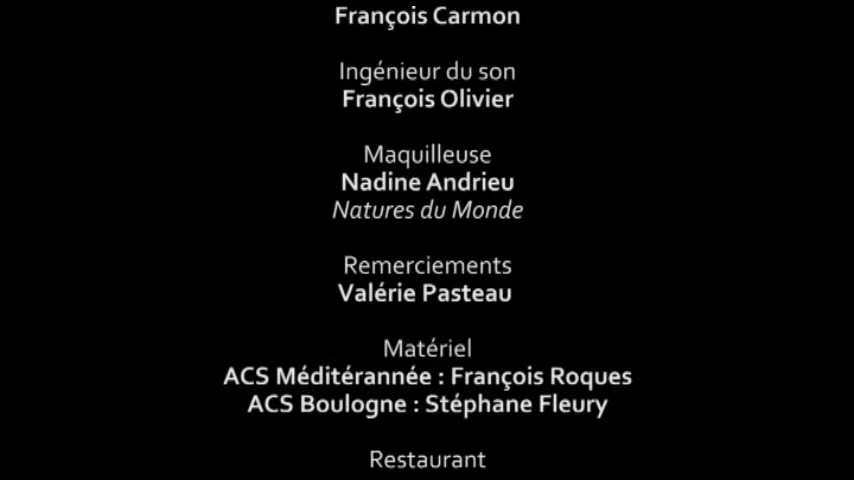 François Carmon
Ingénieur du son
François Olivier
Maquilleuse
Nadine Andrieu
Natures du Monde
Remerciements
Valérie Pasteau
Matériel
ACS Méditérannée : François Roques
ACS Boulogne : Stéphane Fleury
Restaurant